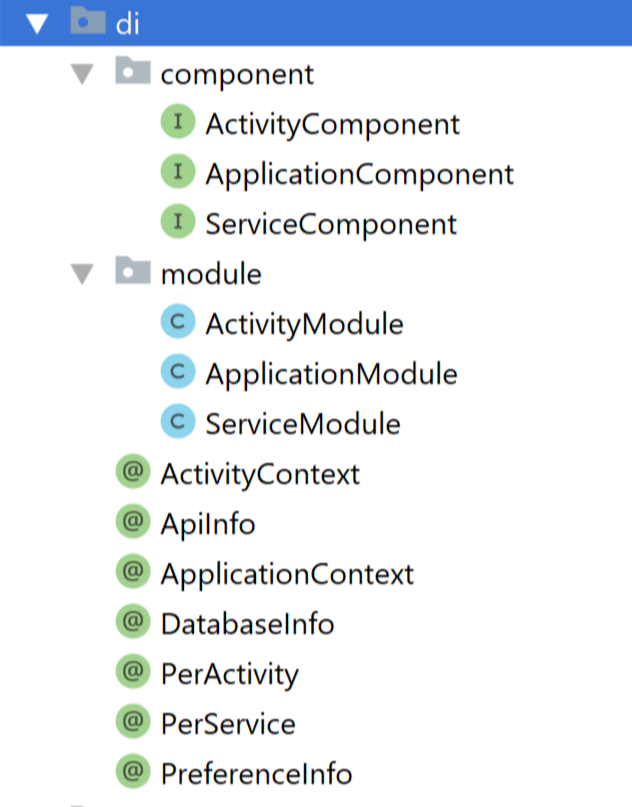 di
component
I ActivityComponent
I ApplicationComponent
I ServiceComponent
module
C ActivityModule
C ApplicationModule
C ServiceModule
@ ActivityContext
@ ApiInfo
@ ApplicationContext
@ DatabaseInfo
@ PerActivity
@ PerService
@ PreferenceInfo